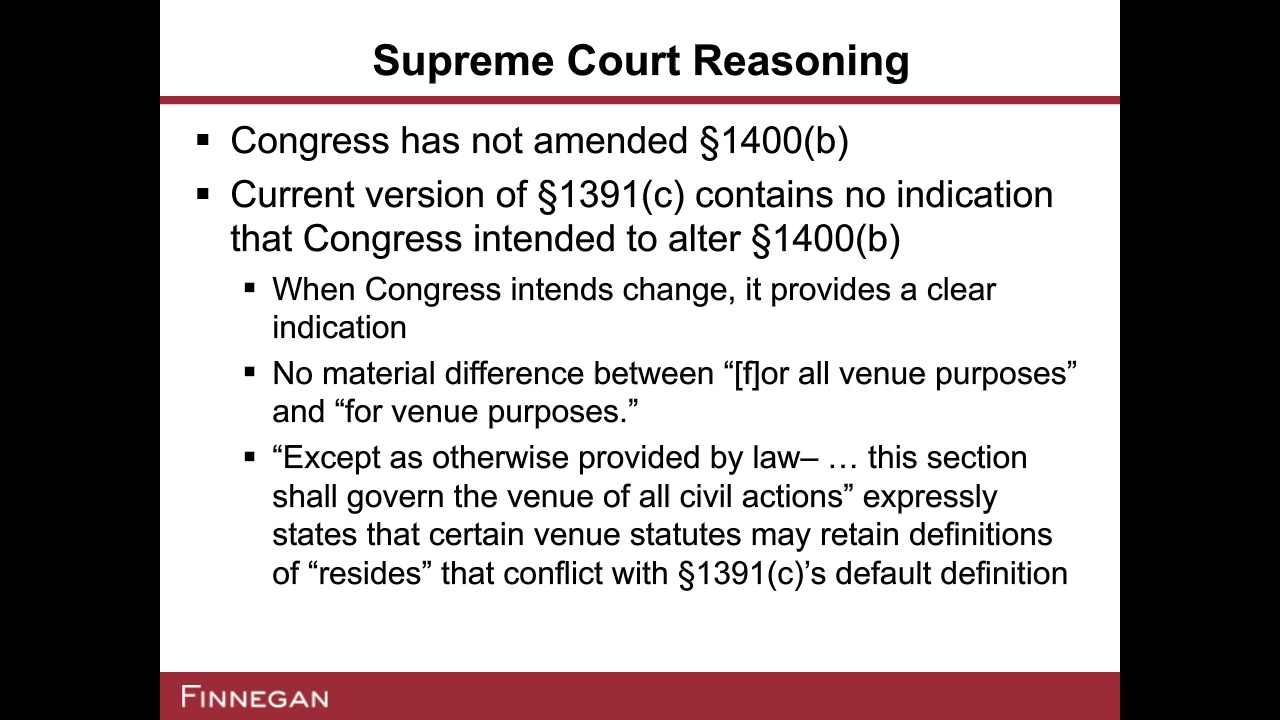 Supreme Court Reasoning
▪ Congress has not amended §1400(b)
▪ Current version of §1391(c) contains no indication
that Congress intended to alter §1400(b)
▪ When Congress intends change, it provides a clear
indication
▪ No material difference between “[f]or all venue purposes”
and “for venue purposes.”
▪ “Except as otherwise provided by law– … this section
shall govern the venue of all civil actions” expressly
states that certain venue statutes may retain definitions
of “resides” that conflict with §1391(c)’s default definition
FINNEGAN